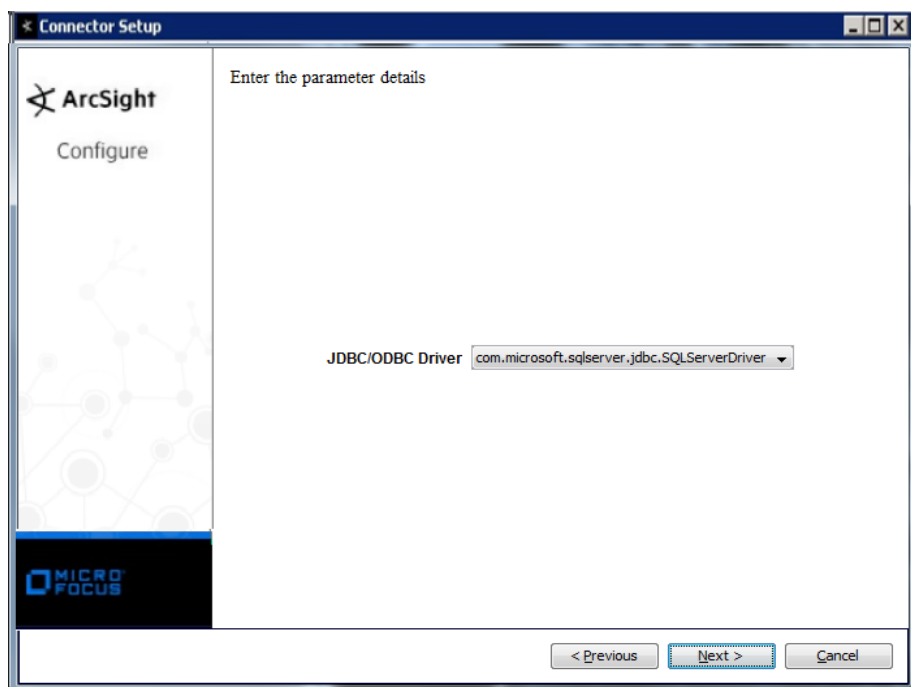 Connector Setup
ArcSight
Configure
Enter the parameter details
JDBC/ODBC Driver com.microsoft.sqlserver.jdbc.SQLServerDriver
MICRO
FOCUS
< Previous Next > Cancel